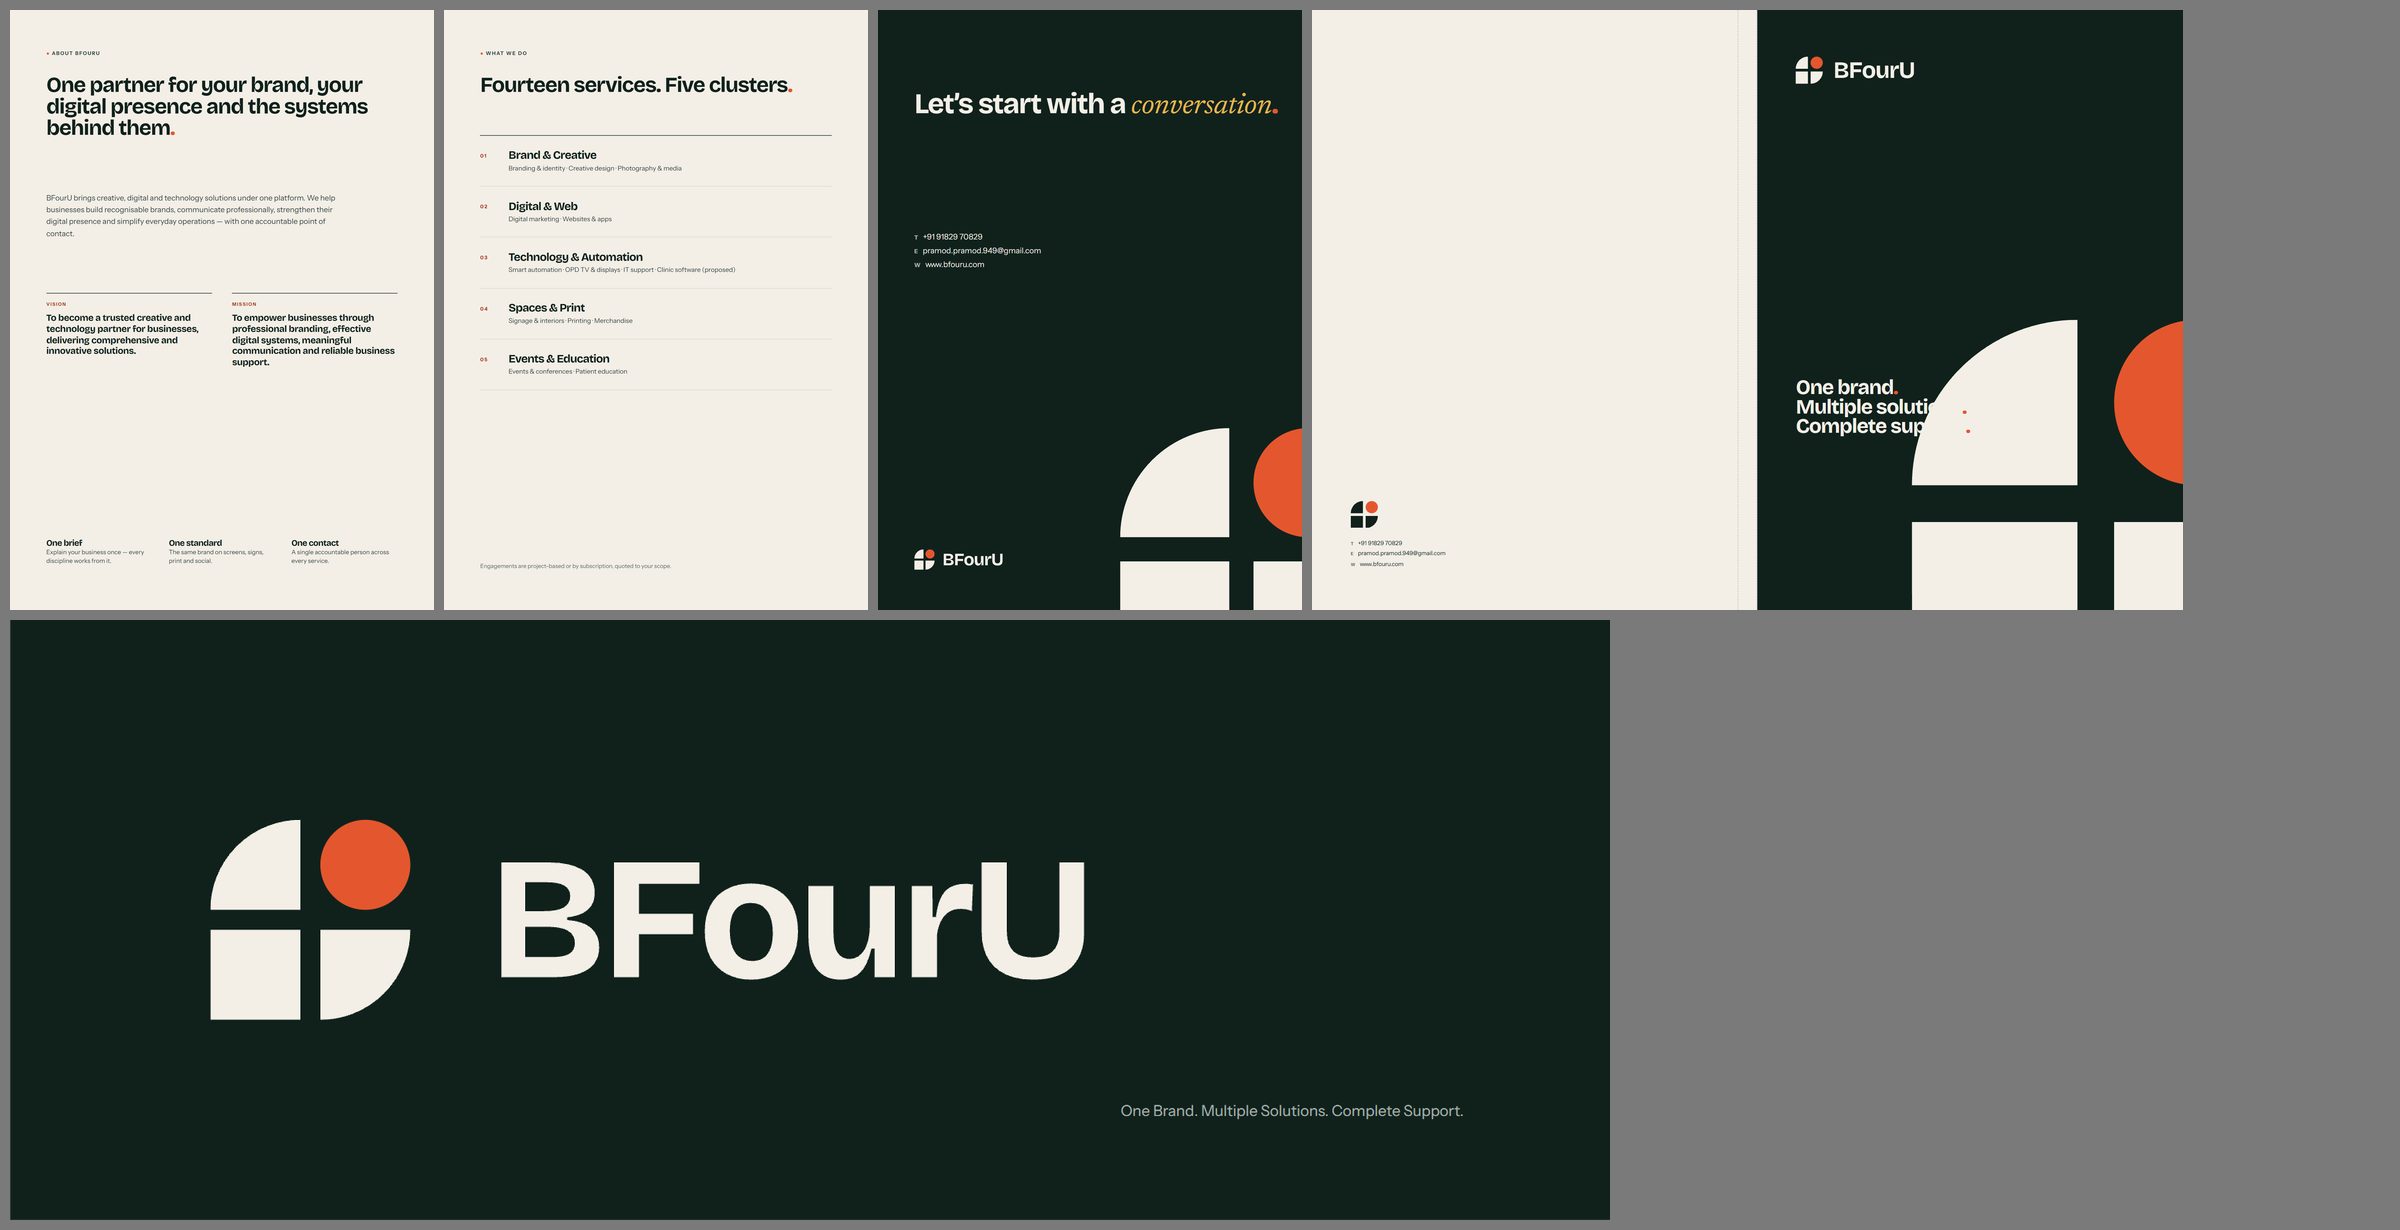 • ABOUT BFOURU
One partner for your brand, your
digital presence and the systems
behind them.
BFourU brings creative, digital and technology solutions under one platform. We help
businesses build recognisable brands, communicate professionally, strengthen their
digital presence and simplify everyday operations — with one accountable point of
contact.
VISION
To become a trusted creative and
technology partner for businesses,
delivering comprehensive and
innovative solutions.
MISSION
To empower businesses through
professional branding, effective
digital systems, meaningful
communication and reliable business
support.
One brief
Explain your business once — every
discipline works from it.
One standard
The same brand on screens, signs,
print and social.
One contact
A single accountable person across
every service.
• WHAT WE DO
Fourteen services. Five clusters.
01 Brand & Creative
Branding & identity · Creative design · Photography & media
02 Digital & Web
Digital marketing · Websites & apps
03 Technology & Automation
Smart automation · OPD TV & displays · IT support · Clinic software (proposed)
04 Spaces & Print
Signage & interiors · Printing · Merchandise
05 Events & Education
Events & conferences · Patient education
Engagements are project-based or by subscription, quoted to your scope.
Let's start with a conversation.
T +91 91829 70829
E pramod.pramod.949@gmail.com
W www.bfouru.com
BFourU
T +91 91829 70829
E pramod.pramod.949@gmail.com
W www.bfouru.com
BFourU
One brand.
Multiple
Complete
BFourU
One Brand. Multiple Solutions. Complete Support.